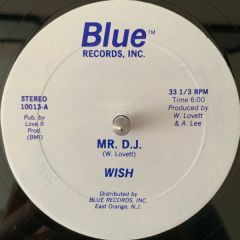 Blue™
RECORDS, INC.
STEREO
10013-A
Pub. by
Love It
Prod.
(BMI)
33 1/3 RPM
Time 6:00
Produced by
W. Lovett
& A. Lee
MR. D.J.
(W. Lovett)
WISH
Distributed by
BLUE RECORDS, INC.
East Orange, N.J.